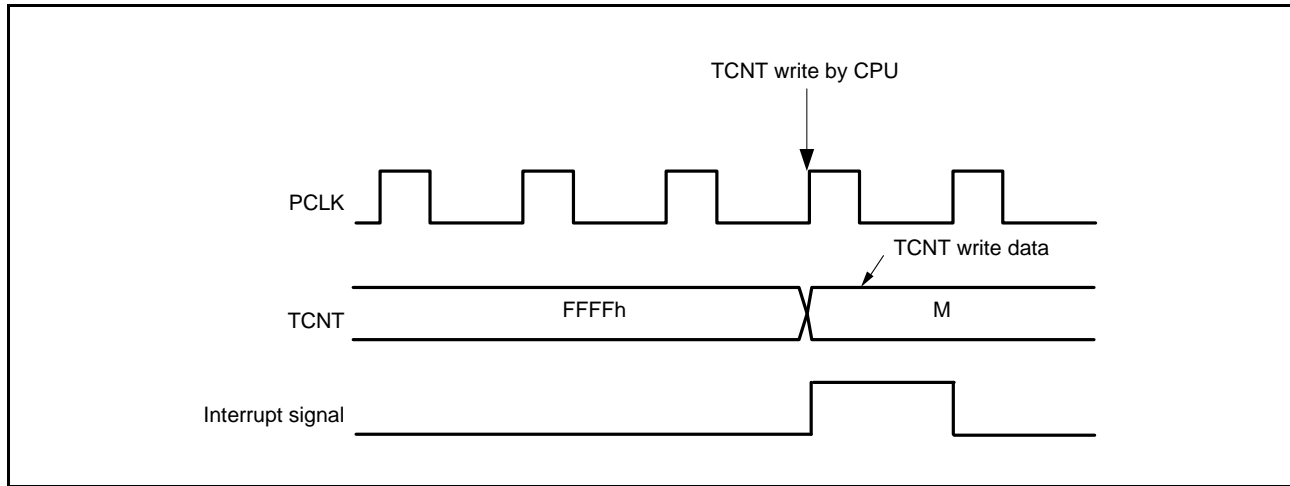 TCNT write by CPU
PCLK
TCNT write data
TCNT
FFFFh
M
Interrupt signal